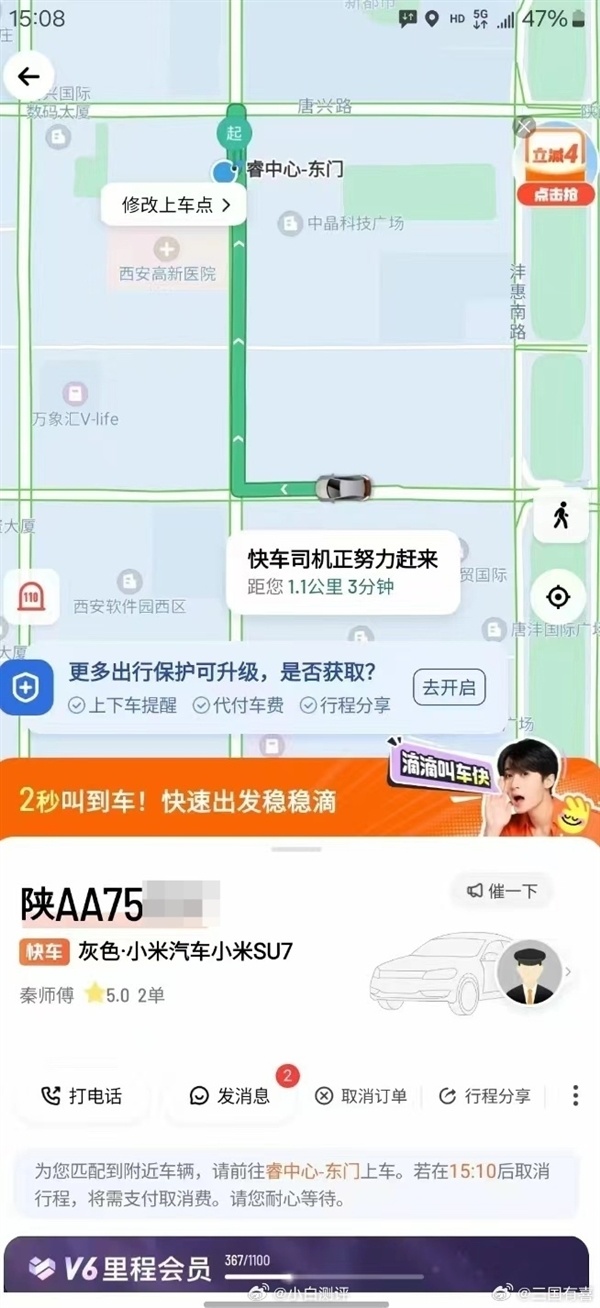 15:08
HD
5G
47%
新都市
兴国际
数码大厦
唐兴路
起
睿中心-东门
立减4
点击抢
修改上车点
中晶科技广场
西安高新医院
沣惠南路
万象汇V-life
大厦
快车司机正努力赶来
距您 1.1公里 3分钟
贸国际
110
西安软件园西区
唐沣国际广场
大厦
更多出行保护可升级，是否获取？
上下车提醒 代付车费 行程分享
去开启
广场
滴滴叫车快
2秒叫到车！快速出发稳稳滴
陕AA75
催一下
快车 灰色·小米汽车小米SU7
秦师傅 5.0 2单
打电话
发消息
2
取消订单
行程分享
为您匹配到附近车辆，请前往睿中心-东门上车。若在15:10后取消
行程，将需支付取消费。请您耐心等待。
V6里程会员 367/1100
@小白测评
@三国有嘉